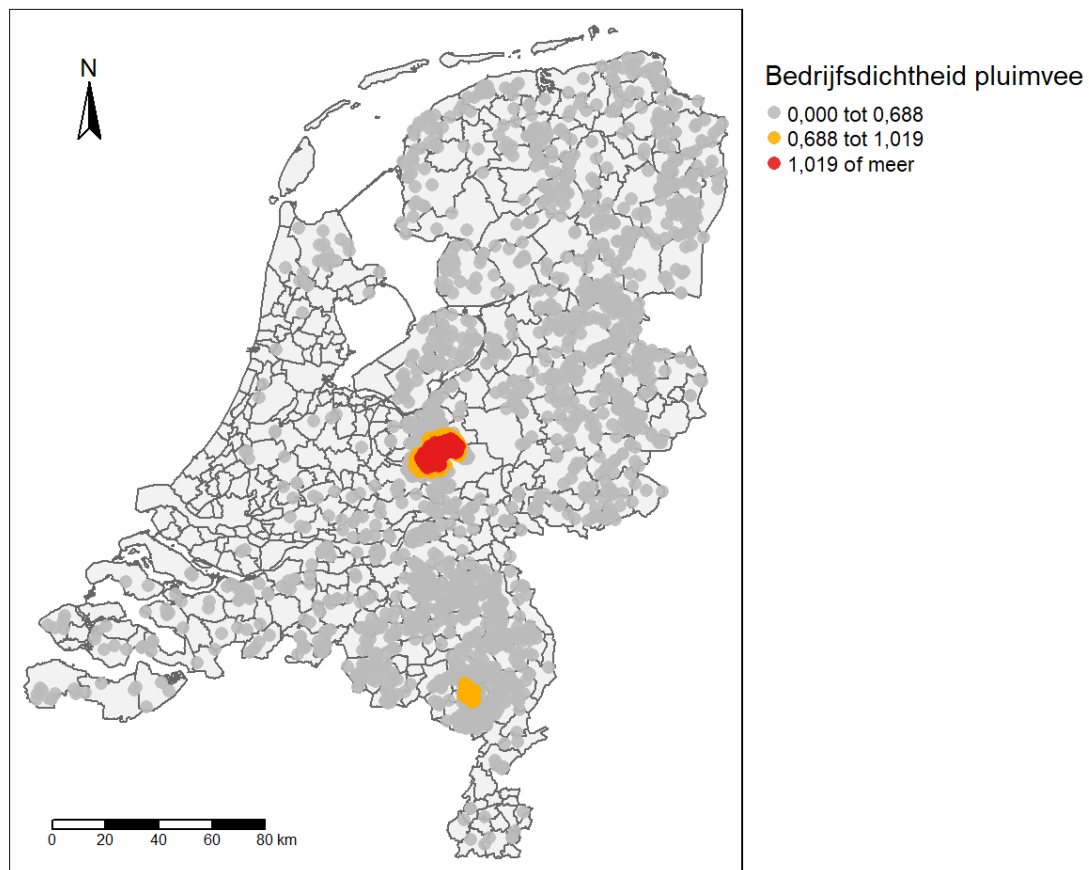 N
Bedrijfsdichtheid pluimvee
0,000 tot 0,688
0,688 tot 1,019
1,019 of meer
0 20 40 60 80 km